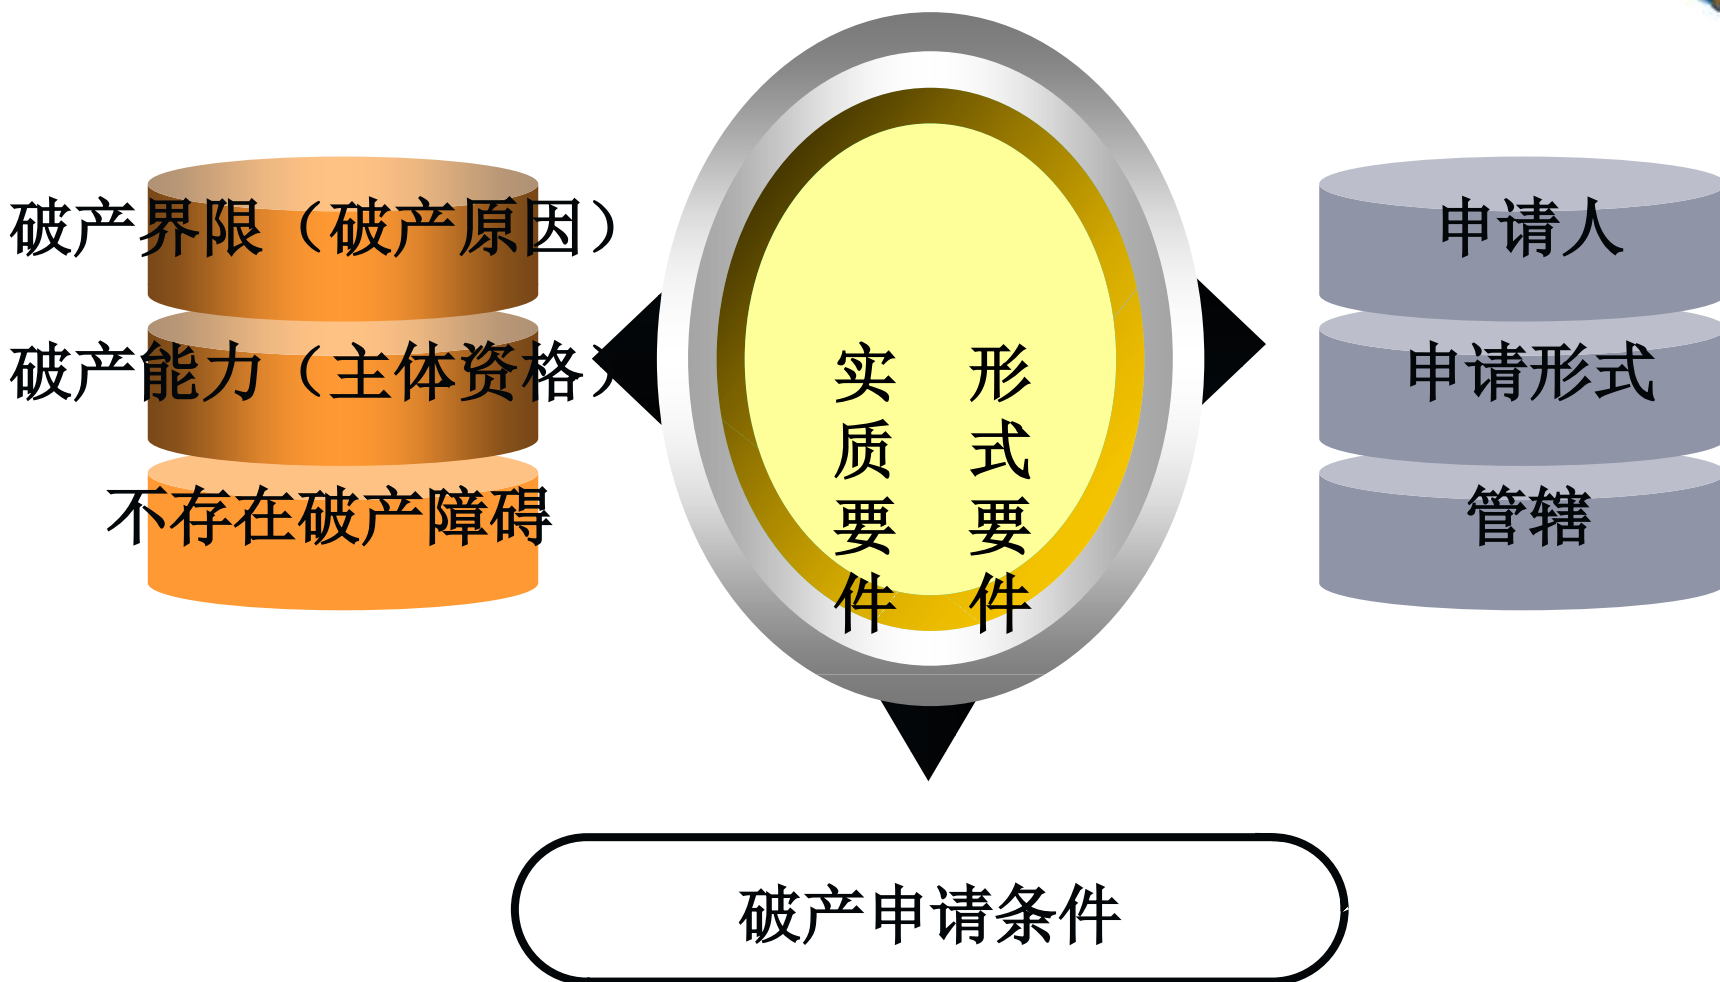 破产界限（破产原因）
破产能力（主体资格）
不存在破产障碍
实质要件
形式要件
申请人
申请形式
管辖
破产申请条件